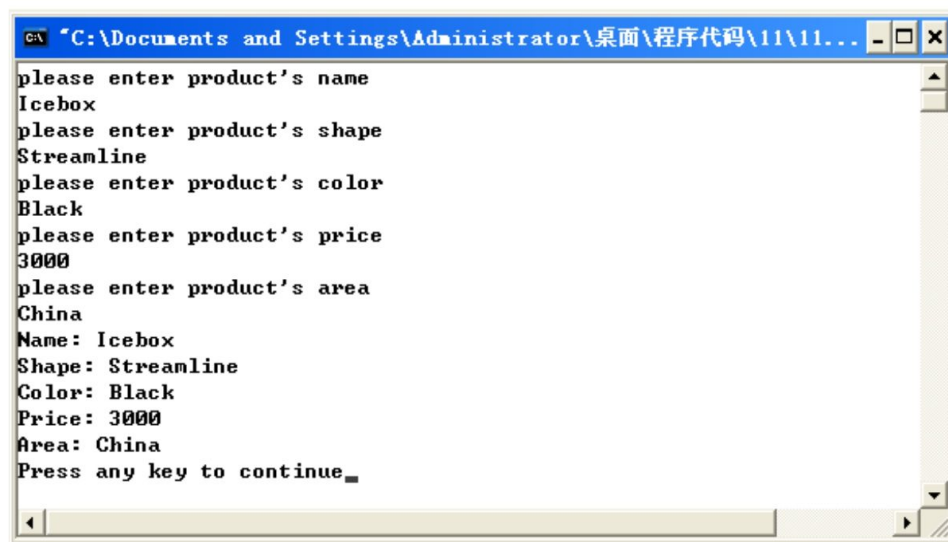 "C:\Documents and Settings\Administrator\桌面\程序代码\11\11...
please enter product's name
Icebox
please enter product's shape
Streamline
please enter product's color
Black
please enter product's price
3000
please enter product's area
China
Name: Icebox
Shape: Streamline
Color: Black
Price: 3000
Area: China
Press any key to continue_